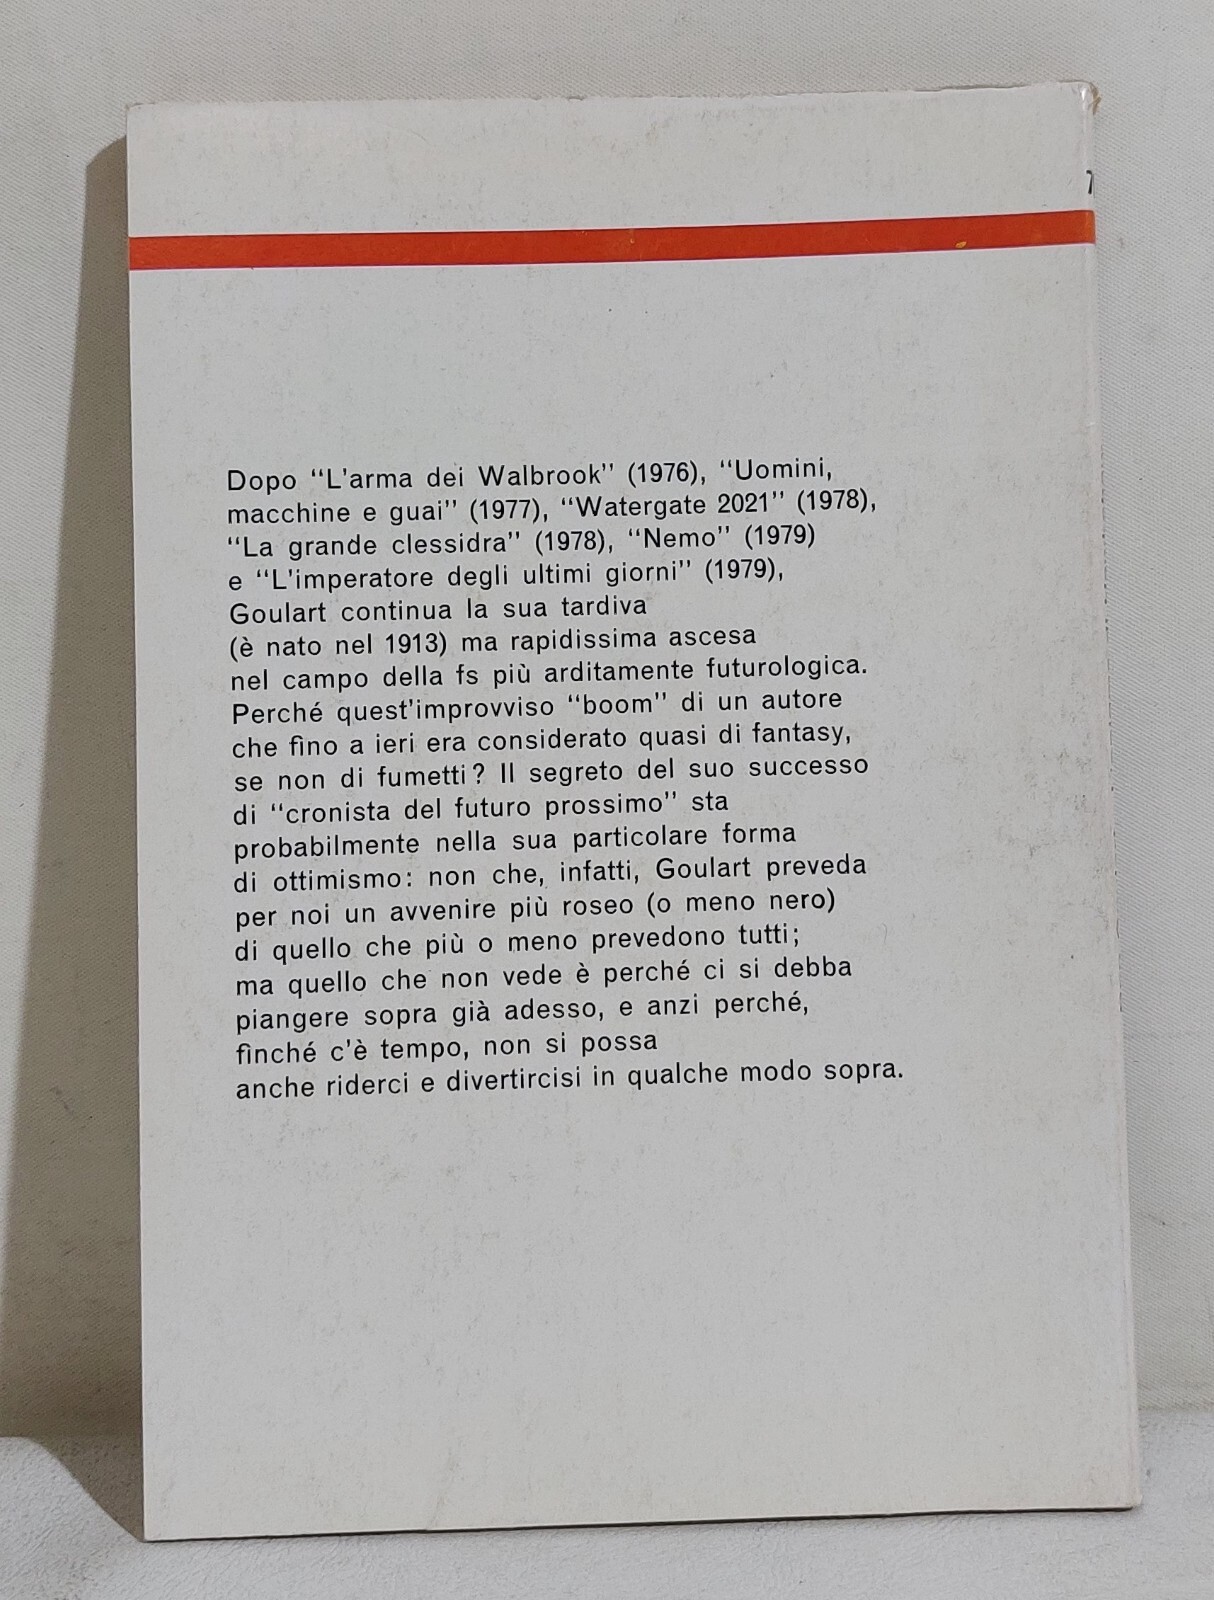 Dopo “L'arma dei Walbrook” (1976), “Uomini,
macchine e guai” (1977), “Watergate 2021” (1978),
“La grande clessidra” (1978), “Nemo” (1979)
e “L'imperatore degli ultimi giorni” (1979),
Goulart continua la sua tardiva
(è nato nel 1913) ma rapidissima ascesa
nel campo della fs più arditamente futurologica.
Perché quest'improvviso “boom” di un autore
che fino a ieri era considerato quasi di fantasy,
se non di fumetti? Il segreto del suo successo
di “cronista del futuro prossimo” sta
probabilmente nella sua particolare forma
di ottimismo: non che, infatti, Goulart preveda
per noi un avvenire più roseo (o meno nero)
di quello che più o meno prevedono tutti;
ma quello che non vede è perché ci si debba
piangere sopra già adesso, e anzi perché,
finché c'è tempo, non si possa
anche riderci e divertircisi in qualche modo sopra.